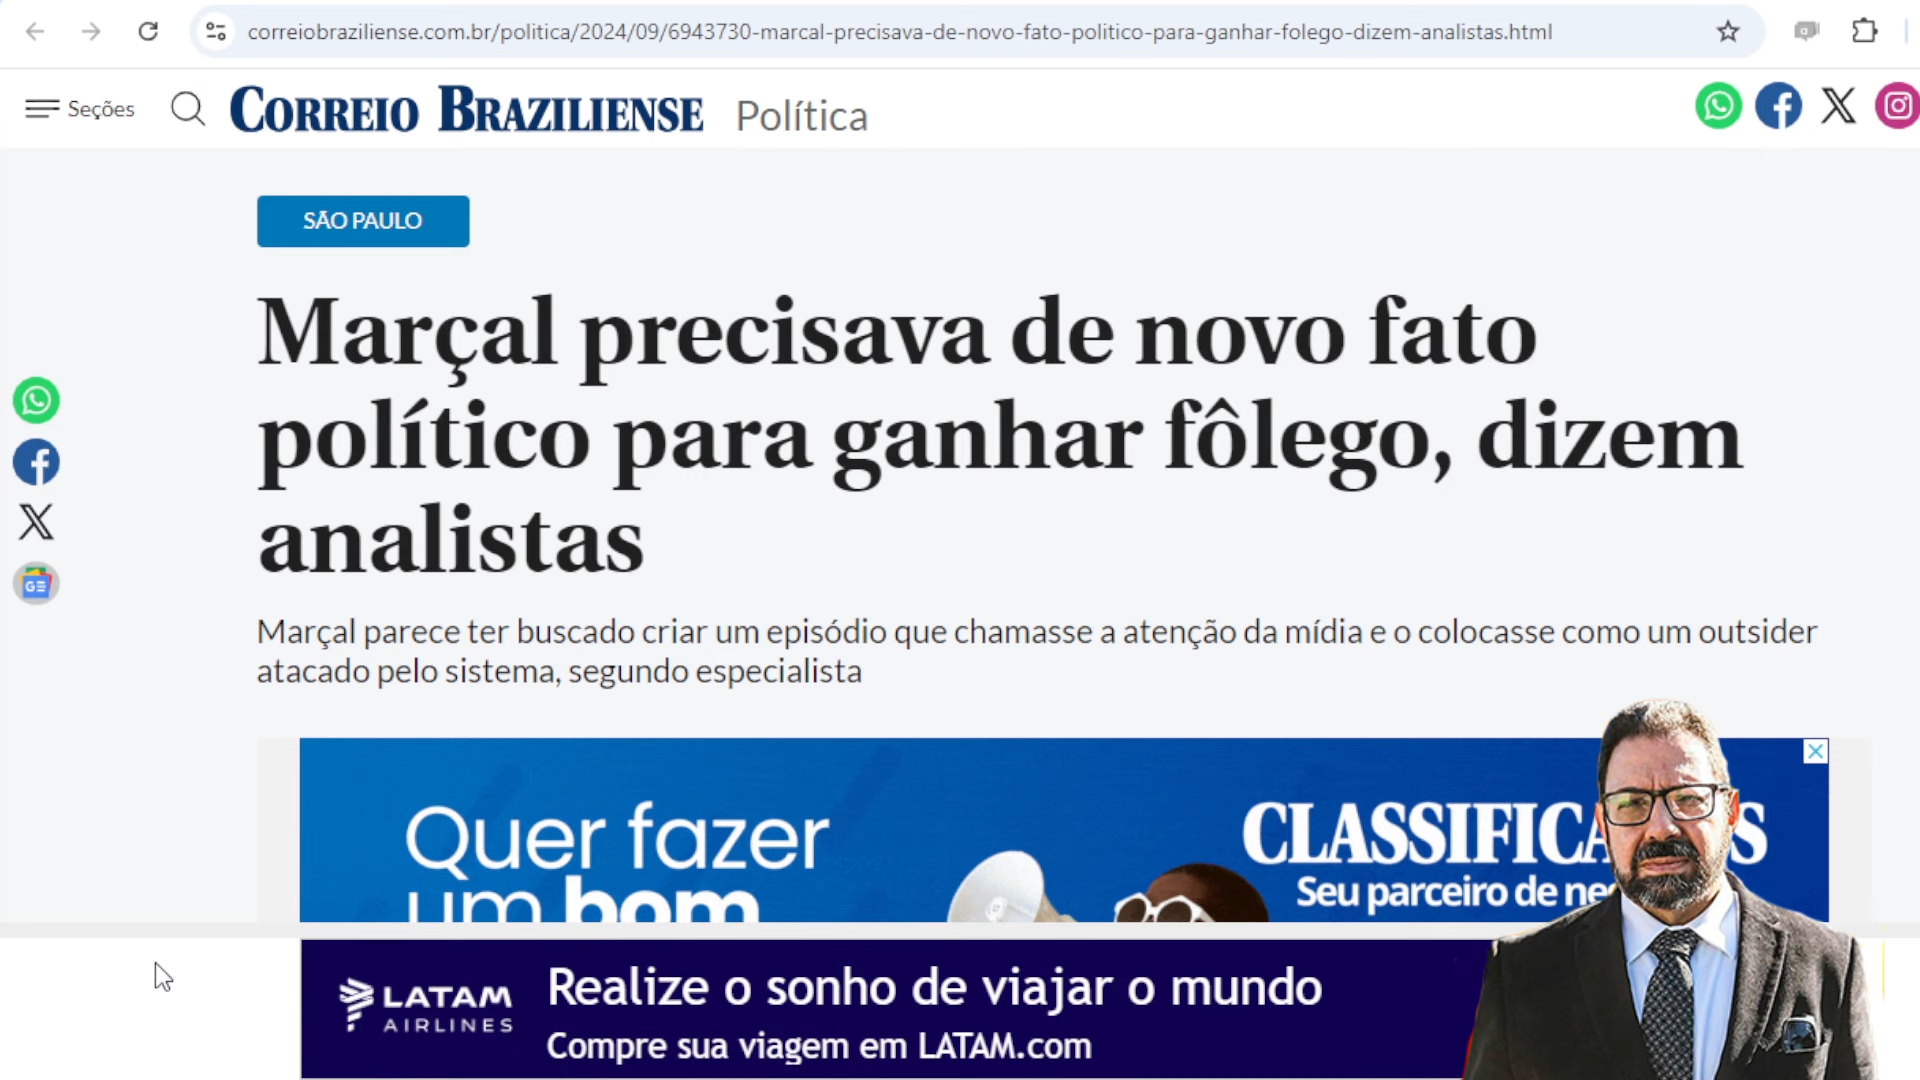 correiobraziliense.com.br/politica/2024/09/6943730-marcal-precisava-de-novo-fato-politico-para-ganhar-folego-dizem-analistas.html
Seções
CORREIO BRAZILIENSE
Política
SÃO PAULO
Marçal precisava de novo fato
político para ganhar fôlego, dizem
analistas
Marçal parece ter buscado criar um episódio que chamasse a atenção da mídia e o colocasse como um outsider
atacado pelo sistema, segundo especialista
Quer fazer
um bom
CLASSIFICA S
Seu parceiro de ne
LATAM
AIRLINES
Realize o sonho de viajar o mundo
Compre sua viagem em LATAM.com